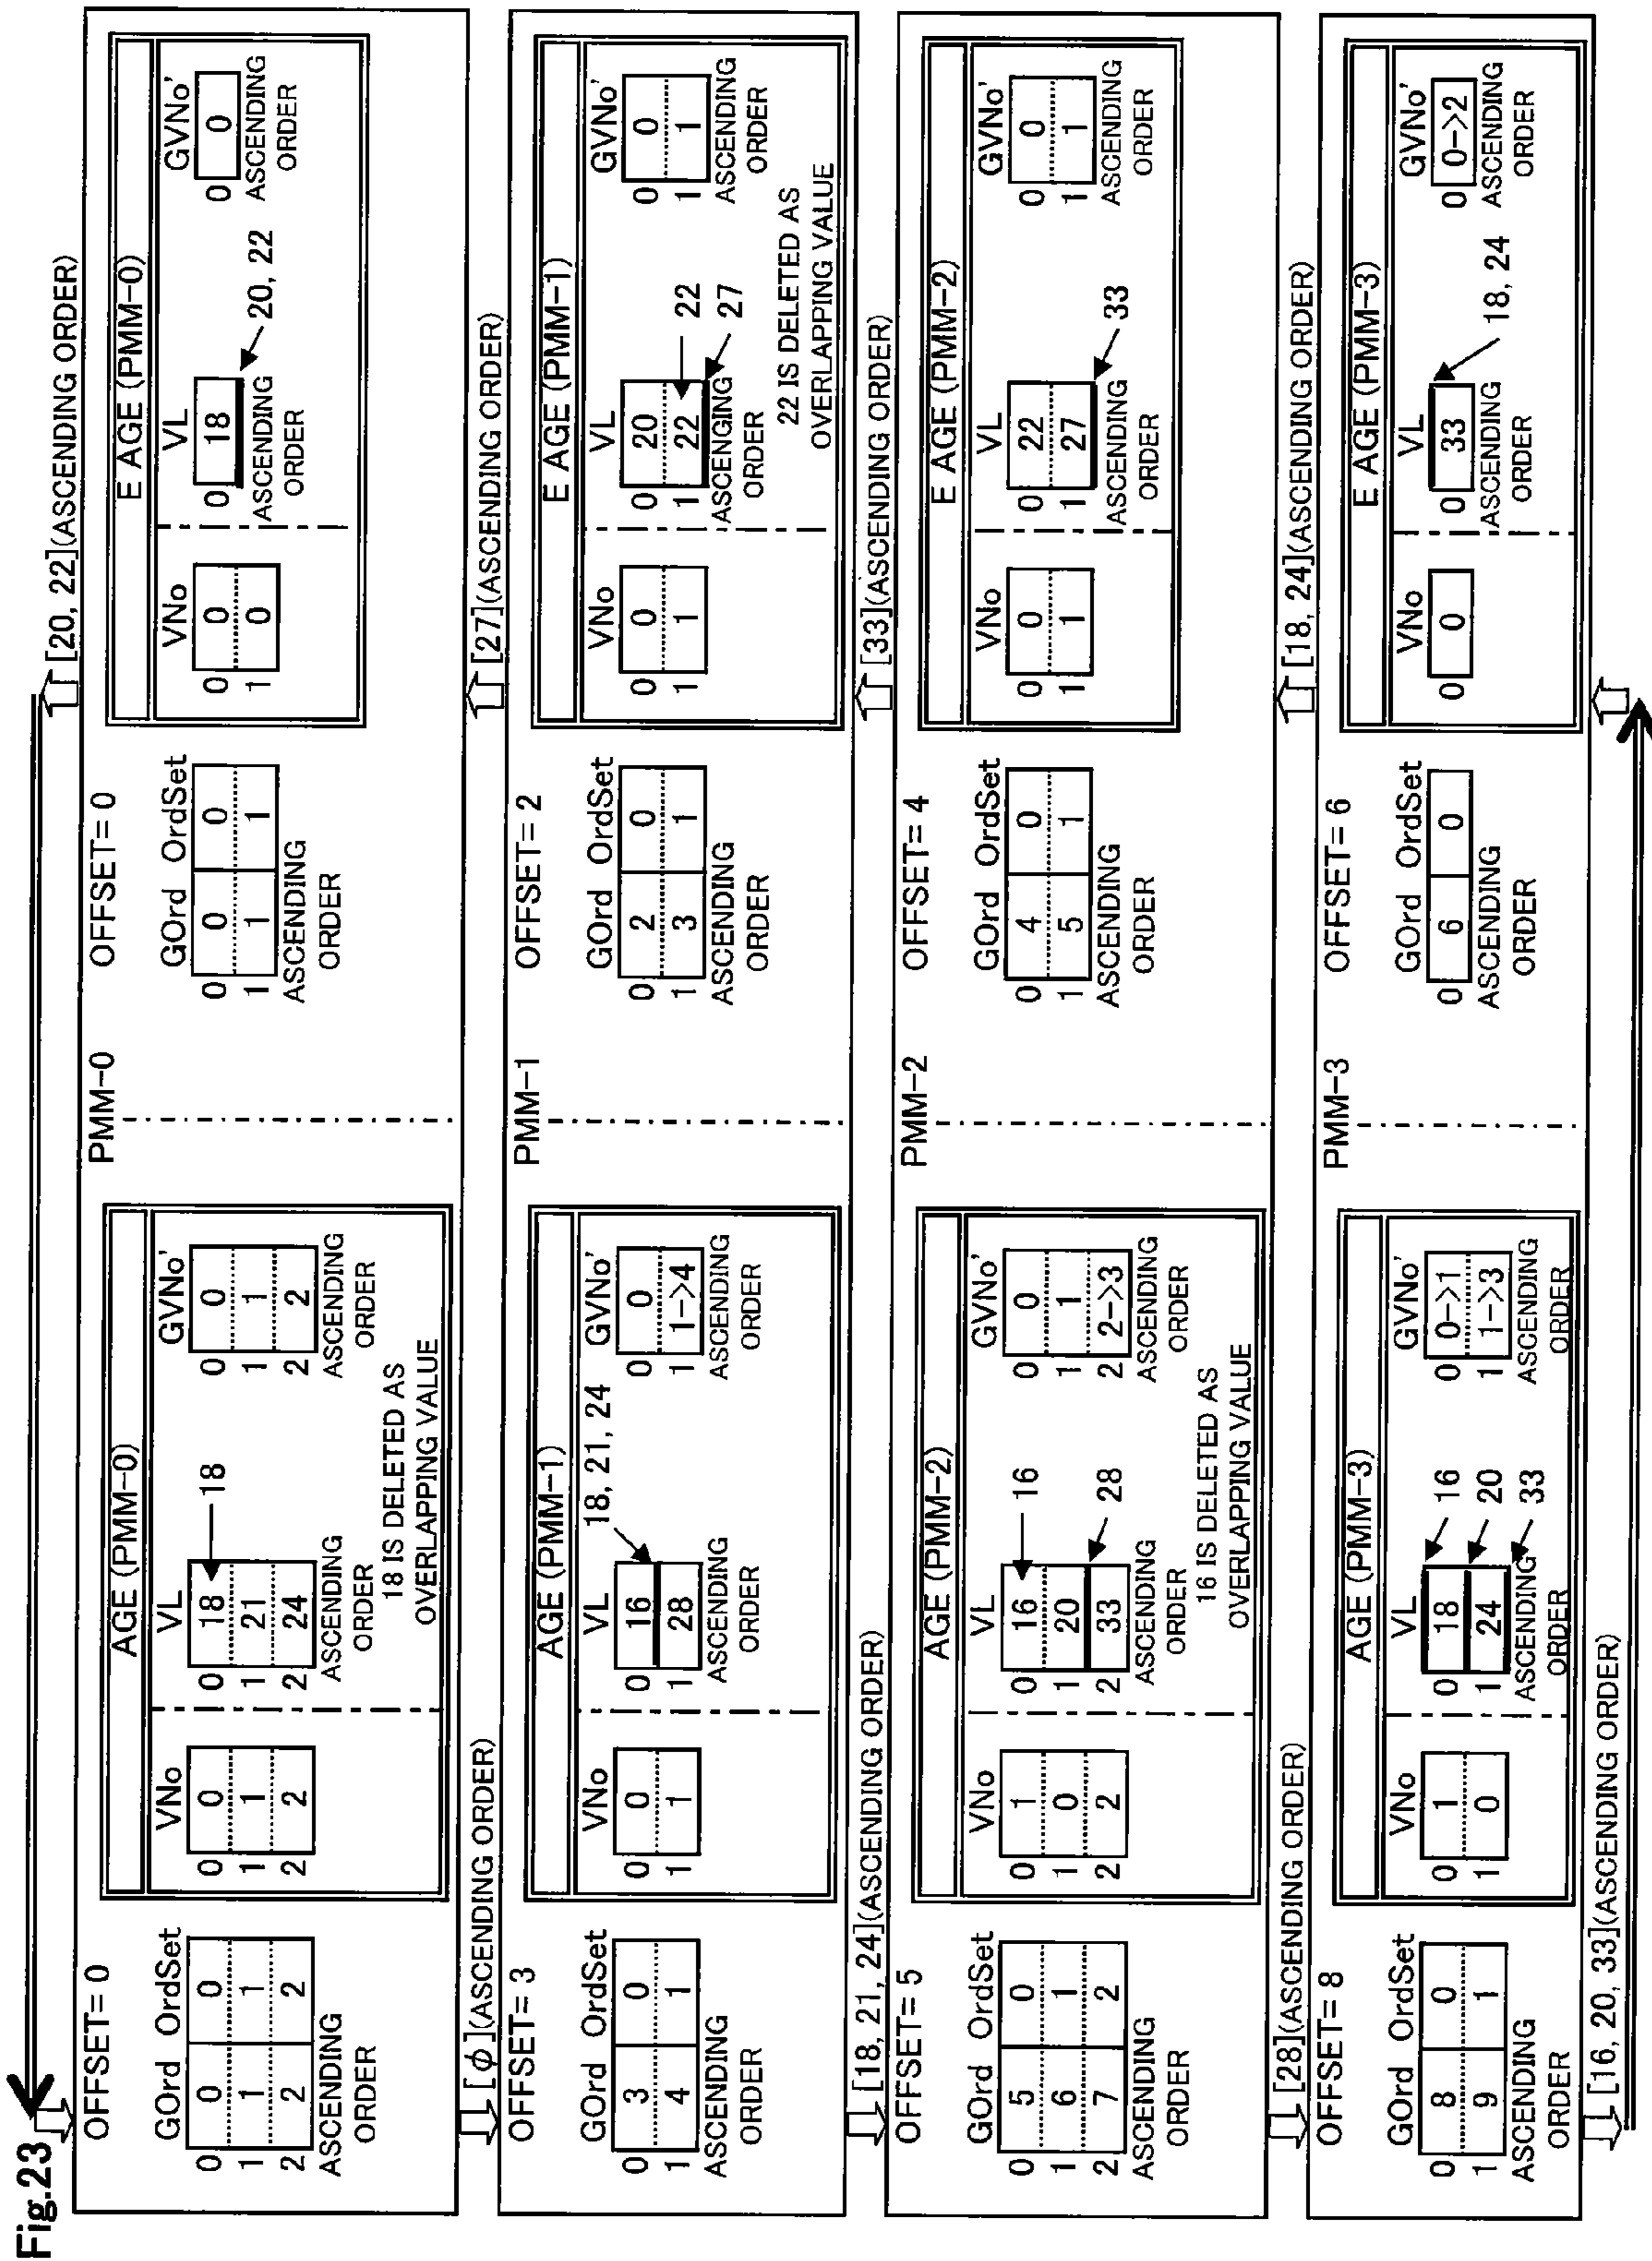 Fig.23
[20, 22](ASCENDING ORDER)
OFFSET= 0
GOrd OrdSet
0 0 0
1 1 1
2 2 2
ASCENDING
ORDER
AGE (PMM-0)
VNo
0 0
1 1
2 2
VL
0 18
1 21
2 24
ASCENDING
ORDER
18
GVNo'
0 0
1 1
2 2
ASCENDING
ORDER
18 IS DELETED AS
OVERLAPPING VALUE
PMM-0
OFFSET= 0
GOrd OrdSet
0 0 0
1 1 1
ASCENDING
ORDER
E AGE (PMM-0)
VNo
0 0
1 0
VL
0 18
ASCENDING
ORDER
20, 22
GVNo'
0 0
ASCENDING
ORDER
[φ](ASCENDING ORDER)
[27](ASCENDING ORDER)
OFFSET= 3
GOrd OrdSet
0 3 0
1 4 1
ASCENDING
ORDER
AGE (PMM-1)
VNo
0 0
1 1
VL
0 16
1 28
ASCENDING
ORDER
18, 21, 24
GVNo'
0 0
1 1->4
ASCENDING
ORDER
PMM-1
OFFSET= 2
GOrd OrdSet
0 2 0
1 3 1
ASCENDING
ORDER
E AGE (PMM-1)
VNo
0 0
1 1
VL
0 20
1 22
ASCENGING
ORDER
22
27
GVNo'
0 0
1 1
ASCENDING
ORDER
22 IS DELETED AS
OVERLAPPING VALUE
[18, 21, 24](ASCENDING ORDER)
[33](ASCENDING ORDER)
OFFSET= 5
GOrd OrdSet
0 5 0
1 6 1
2 7 2
ASCENDING
ORDER
AGE (PMM-2)
VNo
0 1
1 0
2 2
VL
0 16
1 20
2 33
ASCENDING
ORDER
16
28
GVNo'
0 0
1 1
2 2->3
ASCENDING
ORDER
16 IS DELETED AS
OVERLAPPING VALUE
PMM-2
OFFSET= 4
GOrd OrdSet
0 4 0
1 5 1
ASCENDING
ORDER
E AGE (PMM-2)
VNo
0 0
1 1
VL
0 22
1 27
ASCENDING
ORDER
33
GVNo'
0 0
1 1
ASCENDING
ORDER
[28](ASCENDING ORDER)
[18, 24](ASCENDING ORDER)
OFFSET= 8
GOrd OrdSet
0 8 0
1 9 1
ASCENDING
ORDER
AGE (PMM-3)
VNo
0 1
1 0
VL
0 18
1 24
ASCENDING
ORDER
16
20
33
GVNo'
0 0->1
1 1->3
ASCENDING
ORDER
PMM-3
OFFSET= 6
GOrd OrdSet
0 6 0
ASCENDING
ORDER
E AGE (PMM-3)
VNo
0 0
VL
0 33
ASCENDING
ORDER
18, 24
GVNo'
0 0->2
ASCENDING
ORDER
[16, 20, 33](ASCENDING ORDER)